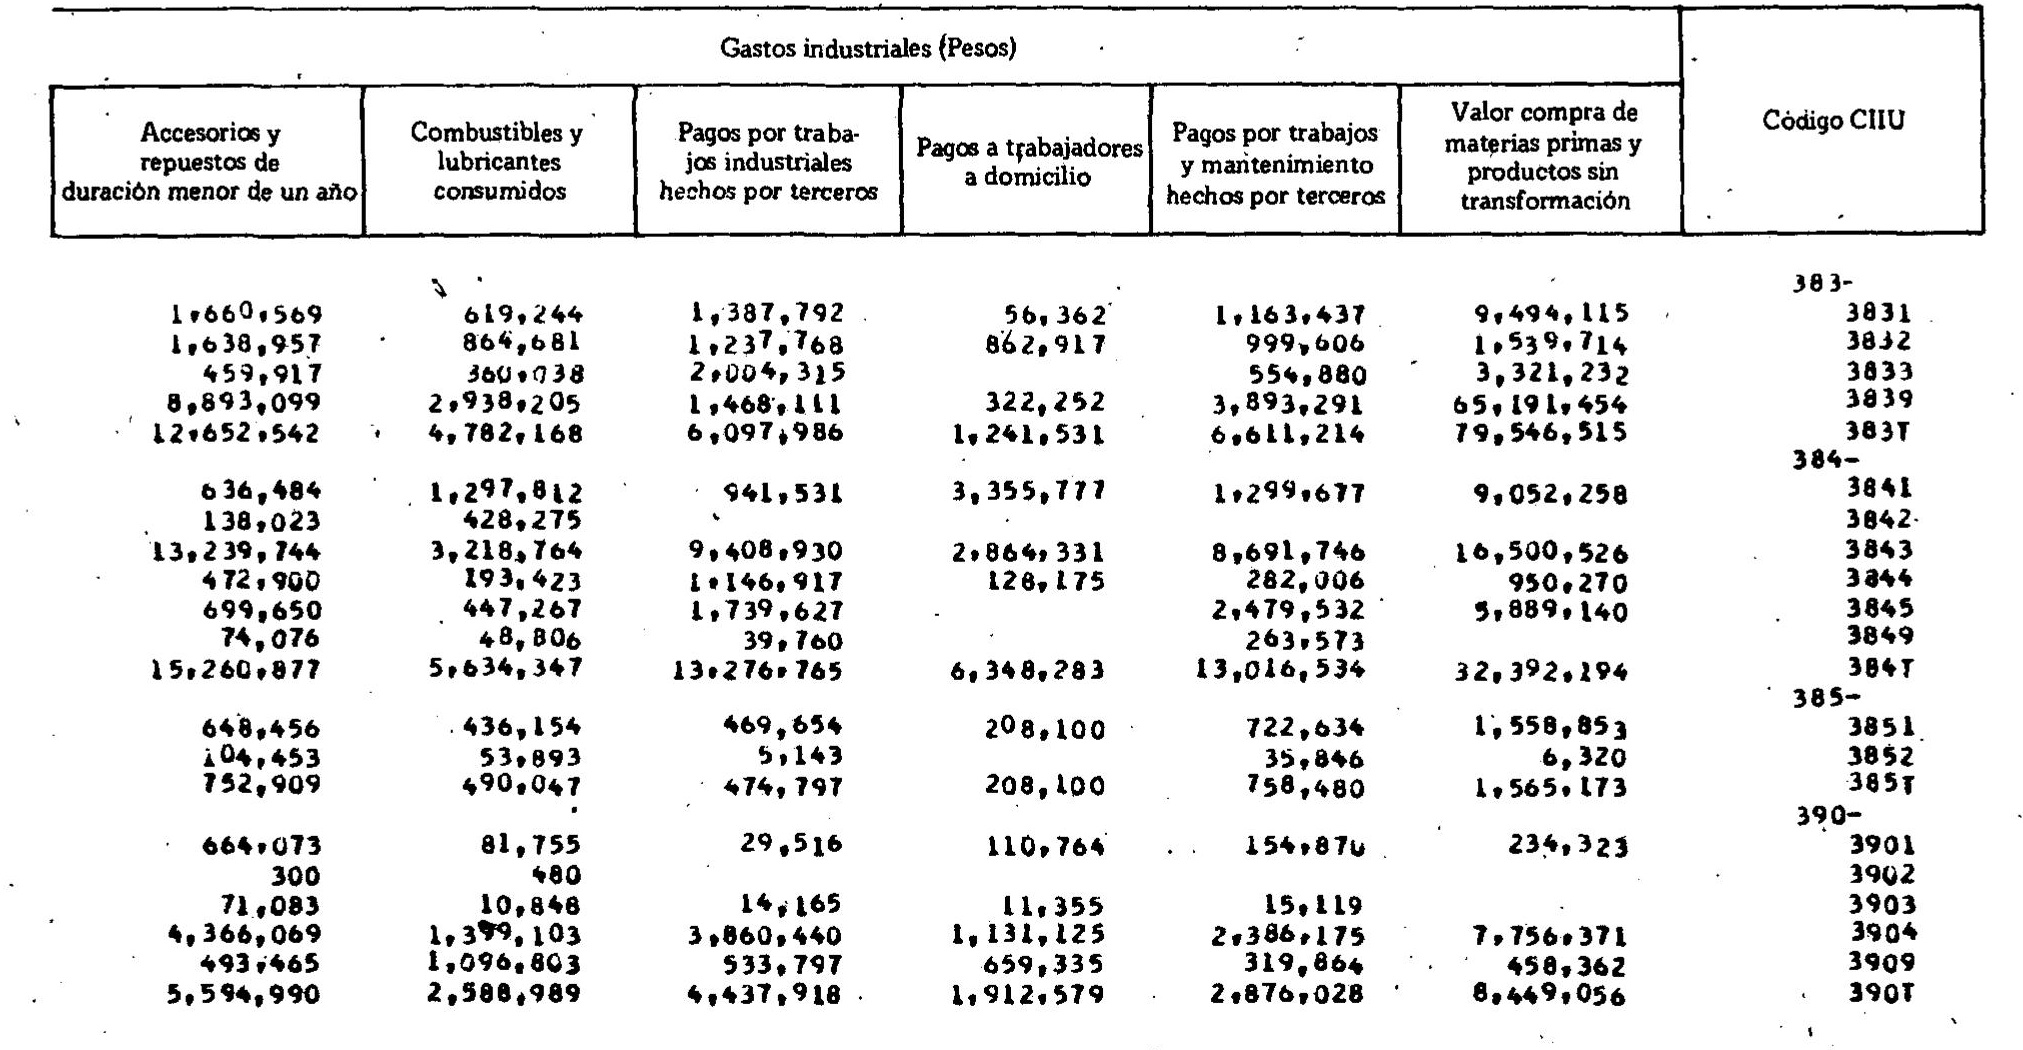 Gastos industriales (Pesos)
Accesorios y repuestos de duración menor de un año
Combustibles y lubricantes consumidos
Pagos por traba-
jos industriales
hechos por terceros
Pagos a trabajadores
a domicilio
Pagos por trabajos
y mantenimiento
hechos por terceros
Valor compra de
materias primas y
productos sin
transformación
Código CIIU
383-
1,660,569 619,244 1,387,792 56,362 1,163,437 9,494,115 3831
1,638,957 864,681 1,237,768 862,917 999,606 1,539,714 3832
459,917 360,038 2,004,315 554,880 3,321,232 3833
8,893,099 2,938,205 1,468,111 322,252 3,893,291 65,191,454 3839
12,652,542 4,782,168 6,097,986 1,241,531 6,611,214 79,546,515 383T
384-
636,484 1,297,812 941,531 3,355,777 1,299,677 9,052,258 3841
138,023 428,275 3842
13,239,744 3,218,764 9,408,930 2,864,331 8,691,746 16,500,526 3843
472,900 193,423 1,146,917 128,175 282,006 950,270 3844
699,650 447,267 1,739,627 2,479,532 5,889,140 3845
74,076 48,806 39,760 263,573 3849
15,260,877 5,634,347 13,276,765 6,348,283 13,016,534 32,392,194 384T
385-
648,456 436,154 469,654 208,100 722,634 1,558,853 3851
104,453 53,893 5,143 35,846 6,320 3852
752,909 490,047 474,797 208,100 758,480 1,565,173 385T
390-
664,073 81,755 29,516 110,764 154,870 234,323 3901
300 480 3902
71,083 10,848 14,165 11,355 15,119 3903
4,366,069 1,399,103 3,860,440 1,131,125 2,386,175 7,756,371 3904
493,465 1,096,803 533,797 659,335 319,864 458,362 3909
5,594,990 2,588,989 4,437,918 1,912,579 2,876,028 8,449,056 390T